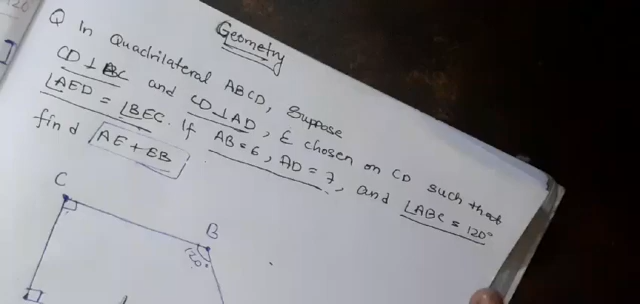 Geometry
Q In Quadrilateral ABCD, Suppose
CD ⊥ BC and CD ⊥ AD, E chosen on CD such that
∠AED = ∠BEC. If AB = 6, AD = 7, and ∠ABC = 120°
find AE + EB
C
B
120°